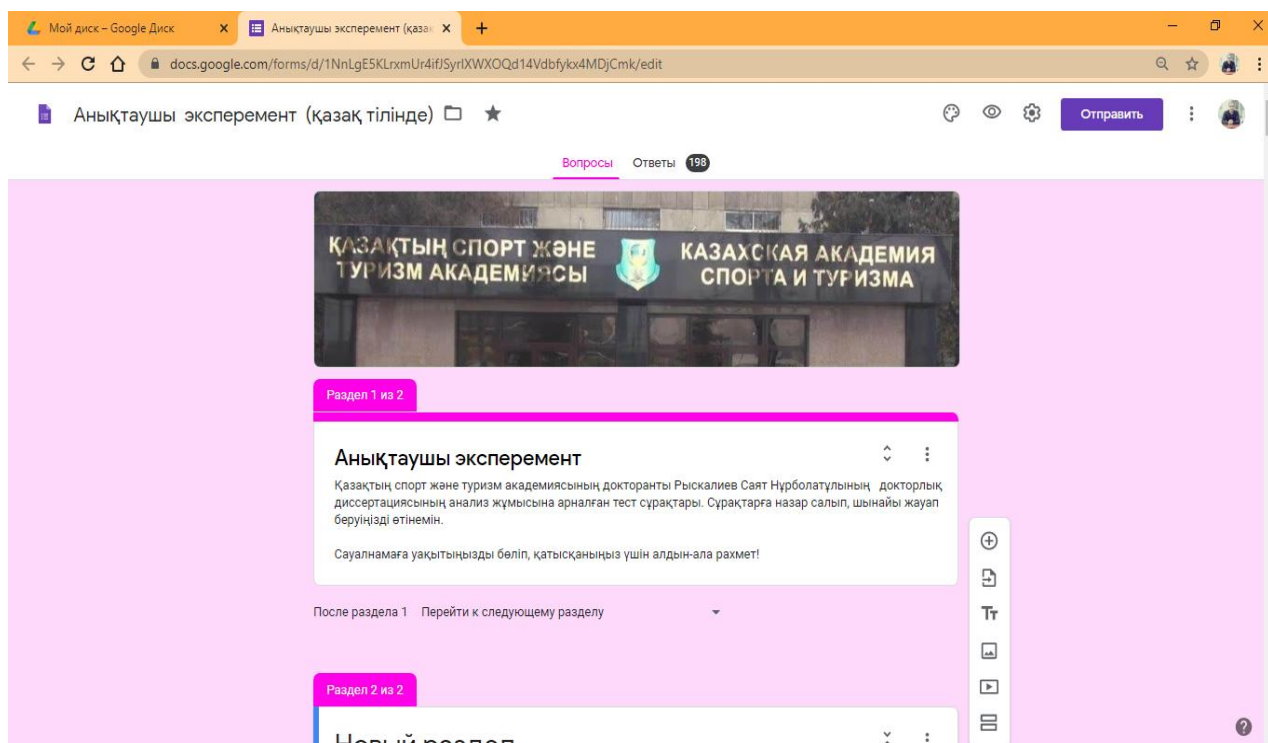 Мой диск – Google Диск
Анықтаушы эксперемент (қазақ
docs.google.com/forms/d/1NnLgE5KLrxmUr4ifJSyrIXWXOQd14Vdbfykx4MDjCmk/edit
Анықтаушы эксперемент (қазақ тілінде)
Отправить
Вопросы Ответы 198
ҚАЗАҚТЫҢ СПОРТ ЖӘНЕ
ТУРИЗМ АКАДЕМИЯСЫ
КАЗАХСКАЯ АКАДЕМИЯ
СПОРТА И ТУРИЗМА
Раздел 1 из 2
Анықтаушы эксперемент
Қазақтың спорт және туризм академиясының докторанты Рыскалиев Саят Нұрболатұлының докторлық
диссертациясының анализ жұмысына арналған тест сұрақтары. Сұрақтарға назар салып, шынайы жауап
беруіңізді өтінемін.
Сауалнамаға уақытыңызды бөліп, қатысқаныңыз үшін алдын-ала рахмет!
После раздела 1 Перейти к следующему разделу
Тт
Раздел 2 из 2
Новый раздел